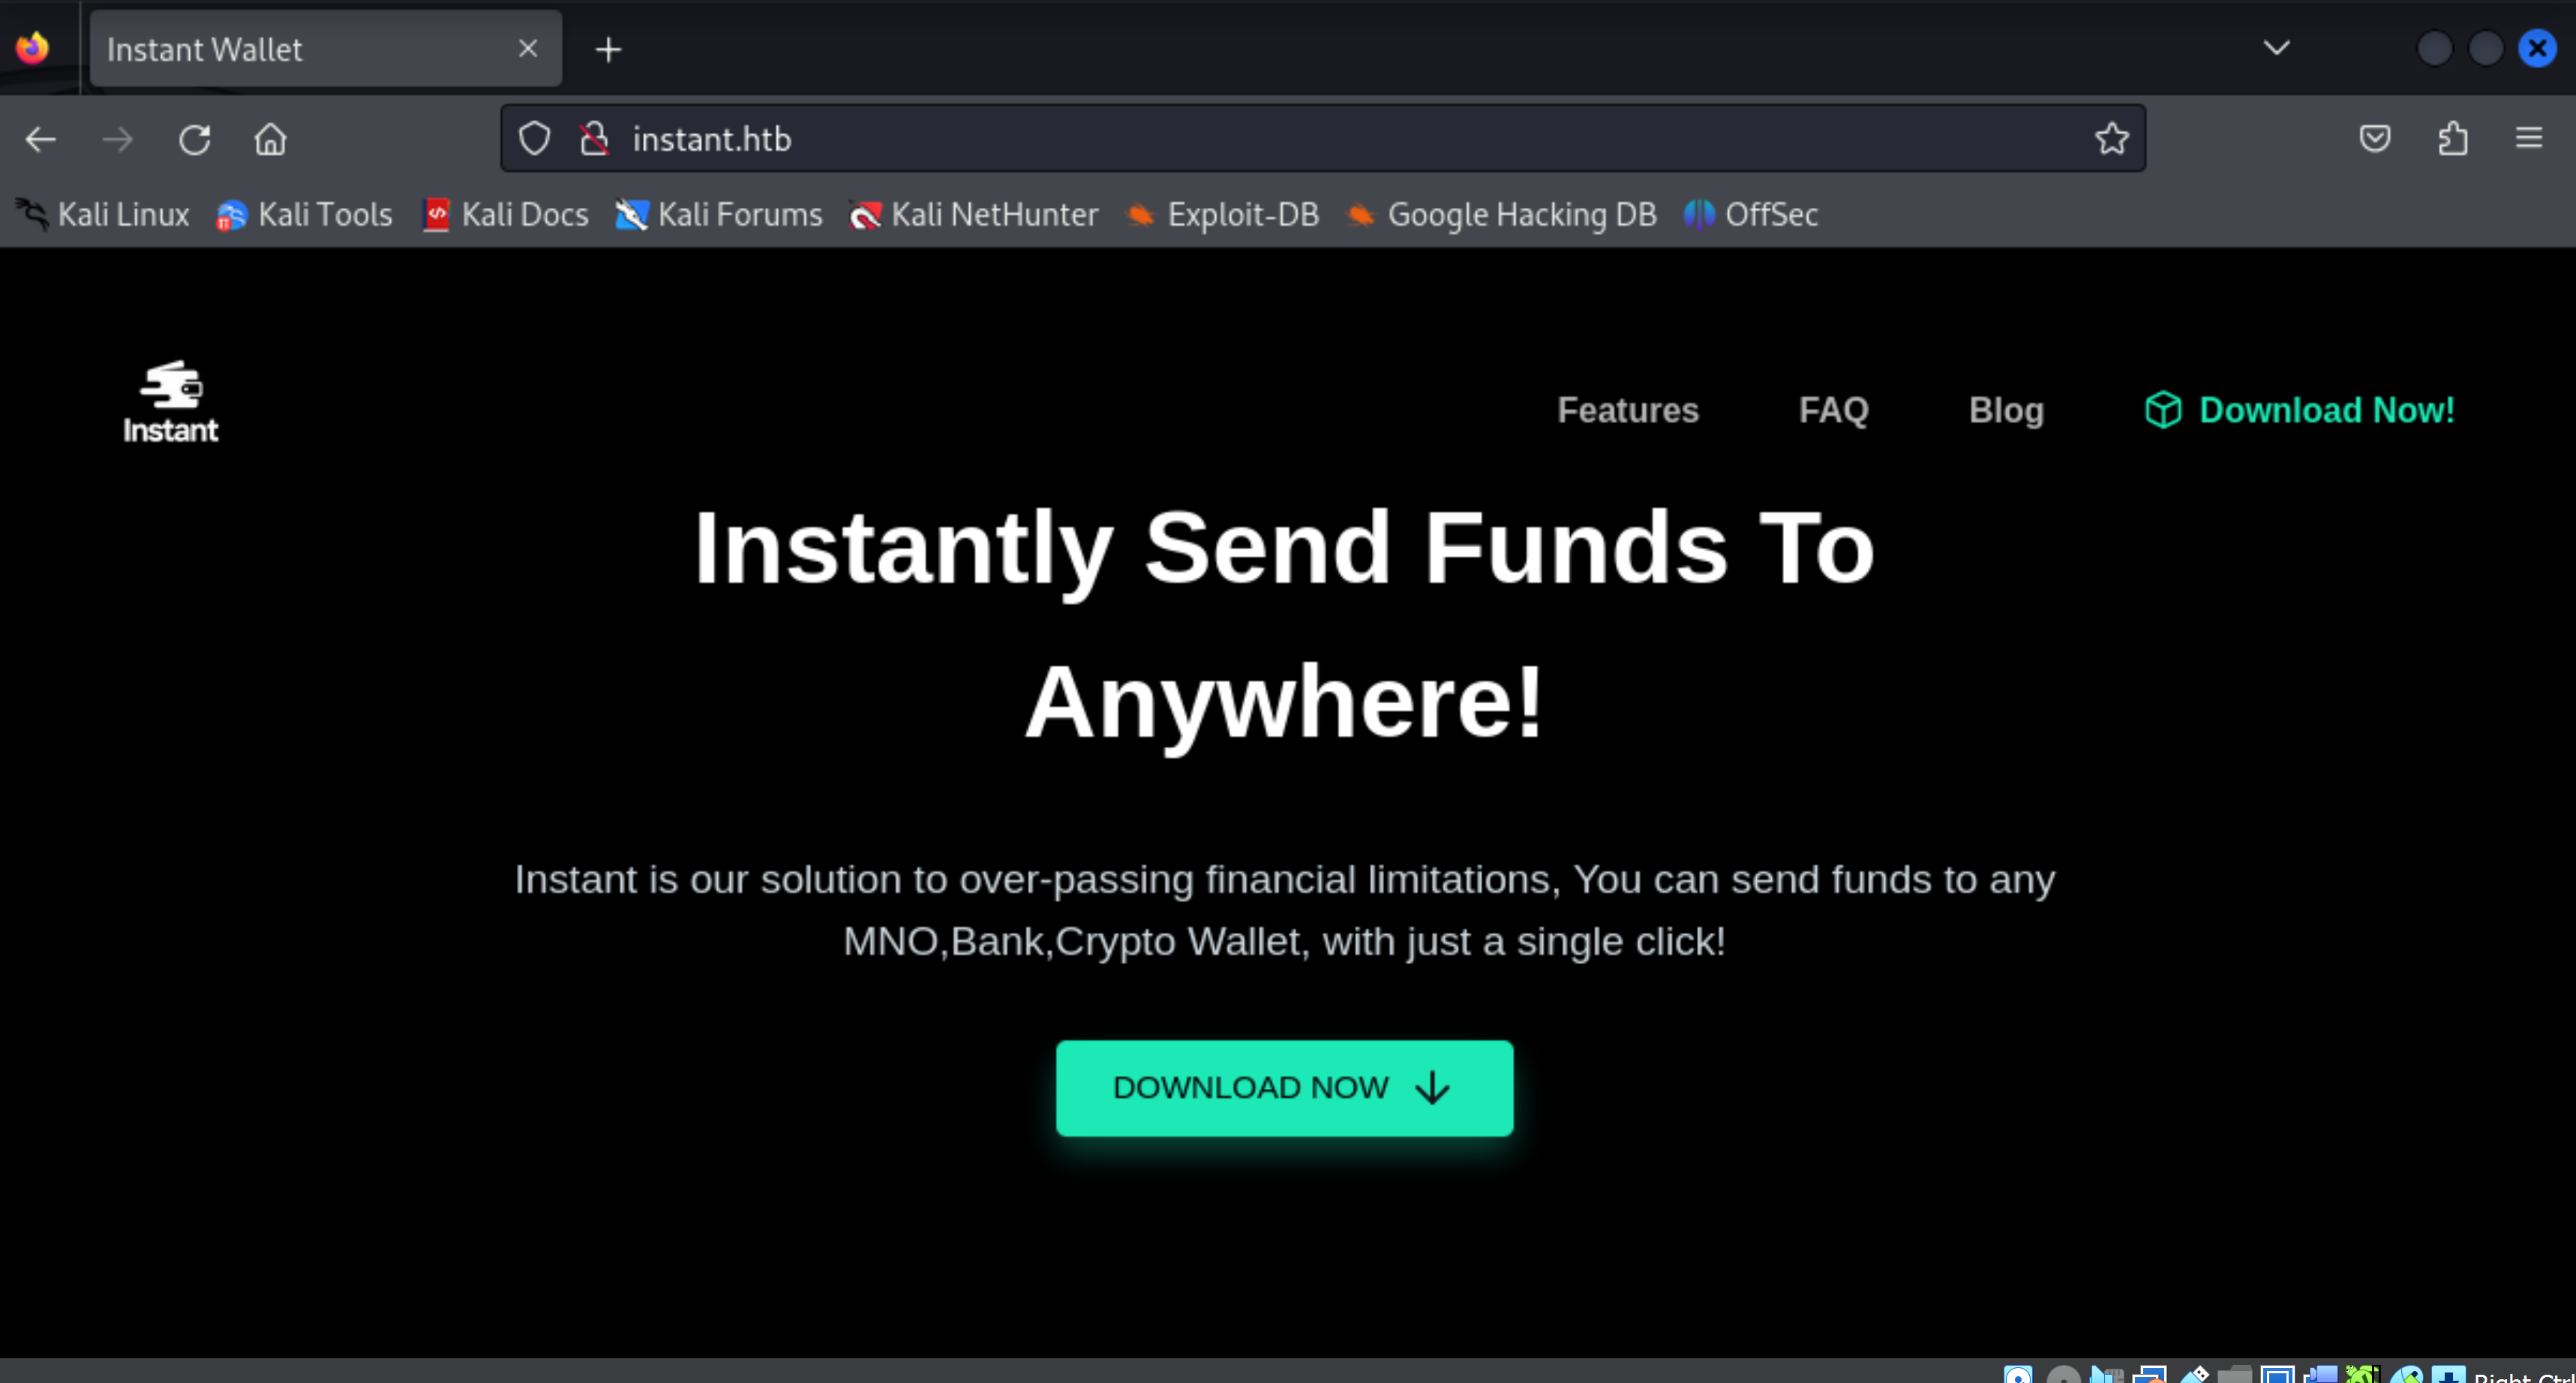 Instant Wallet
instant.htb
Kali Linux Kali Tools Kali Docs Kali Forums Kali NetHunter Exploit-DB Google Hacking DB OffSec
Instant
Features FAQ Blog Download Now!
Instantly Send Funds To
Anywhere!
Instant is our solution to over-passing financial limitations, You can send funds to any
MNO,Bank,Crypto Wallet, with just a single click!
DOWNLOAD NOW
Right Ctrl